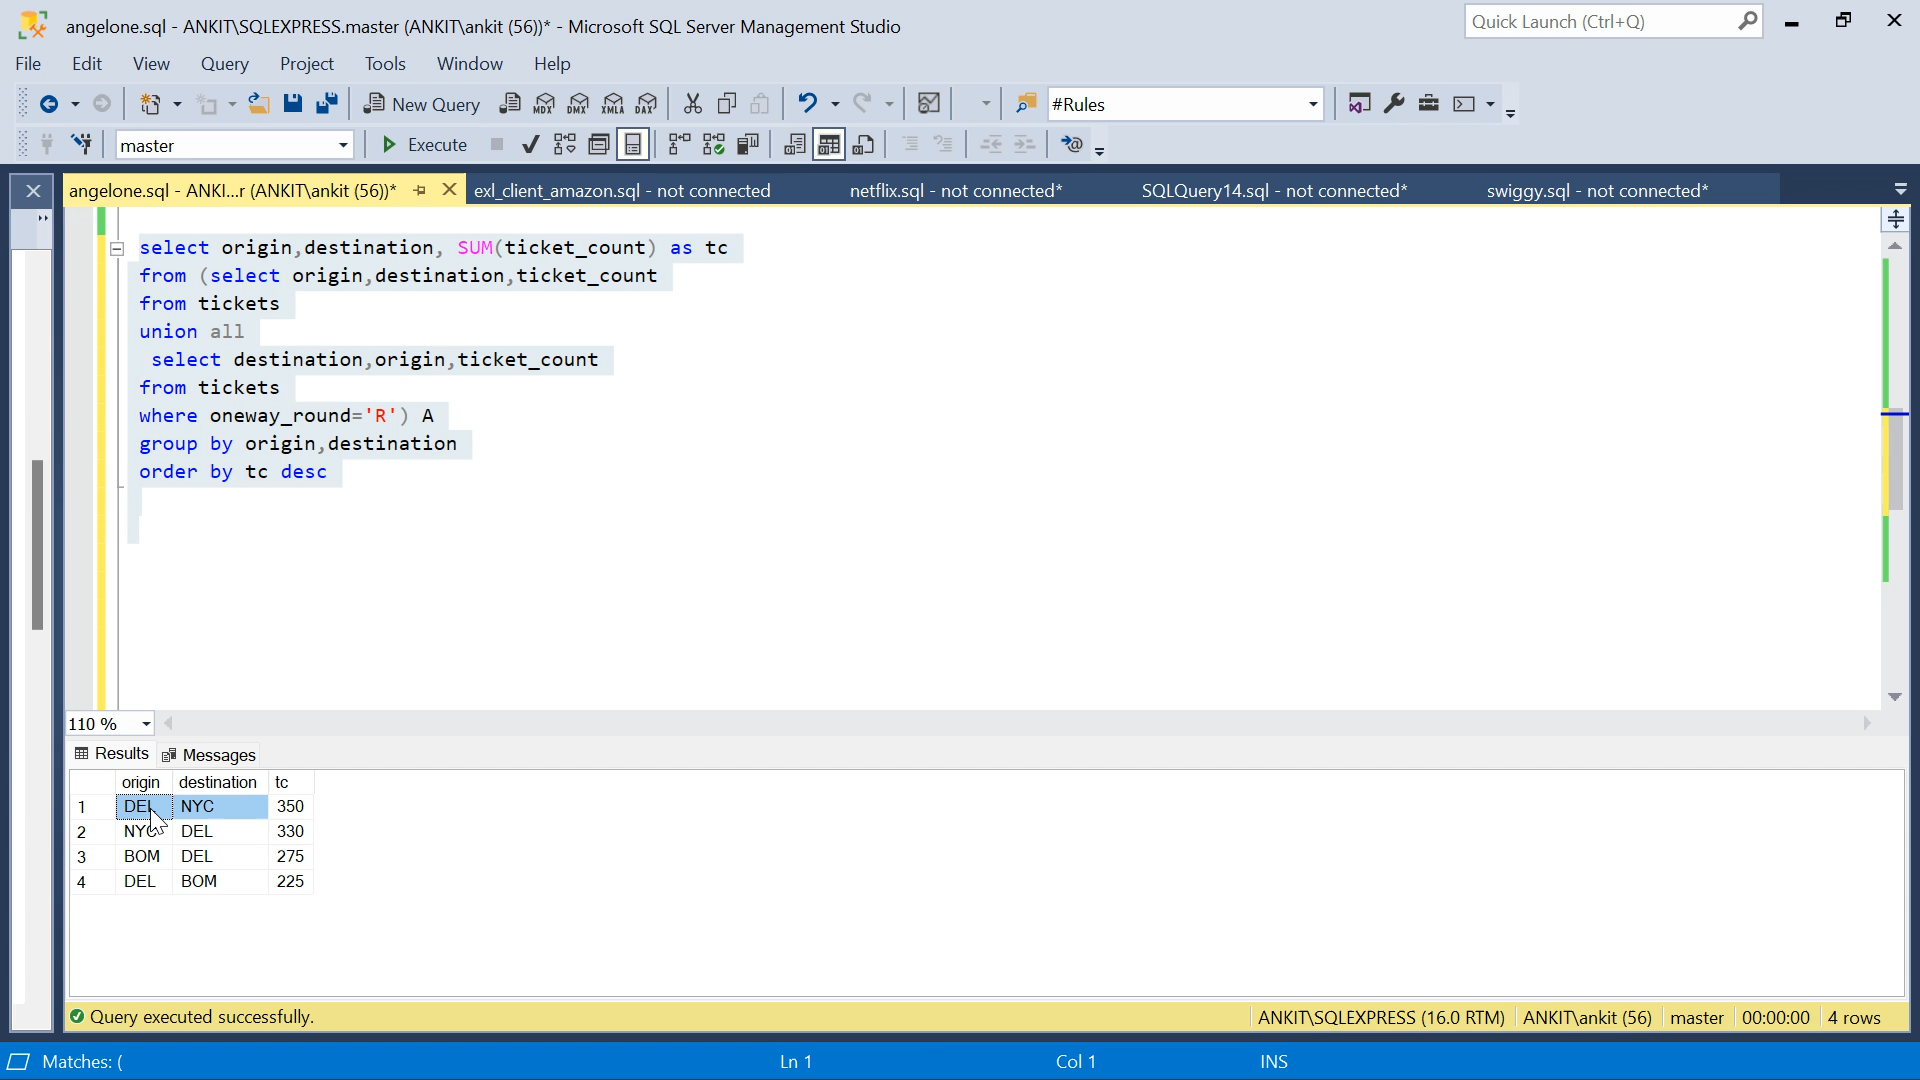 angelone.sql - ANKIT\SQLEXPRESS.master (ANKIT\ankit (56))* - Microsoft SQL Server Management Studio
Quick Launch (Ctrl+Q)
File Edit View Query Project Tools Window Help
New Query MDX DMX XMLA DAX #Rules
master Execute
angelone.sql - ANKI...r (ANKIT\ankit (56))* exl_client_amazon.sql - not connected netflix.sql - not connected* SQLQuery14.sql - not connected* swiggy.sql - not connected*
select origin,destination, SUM(ticket_count) as tc
from (select origin,destination,ticket_count
from tickets
union all
select destination,origin,ticket_count
from tickets
where oneway_round='R') A
group by origin,destination
order by tc desc
110 %
Results Messages
origin destination tc
1 DEL NYC 350
2 NYC DEL 330
3 BOM DEL 275
4 DEL BOM 225
Query executed successfully. ANKIT\SQLEXPRESS (16.0 RTM) ANKIT\ankit (56) master 00:00:00 4 rows
Matches: ( Ln 1 Col 1 INS